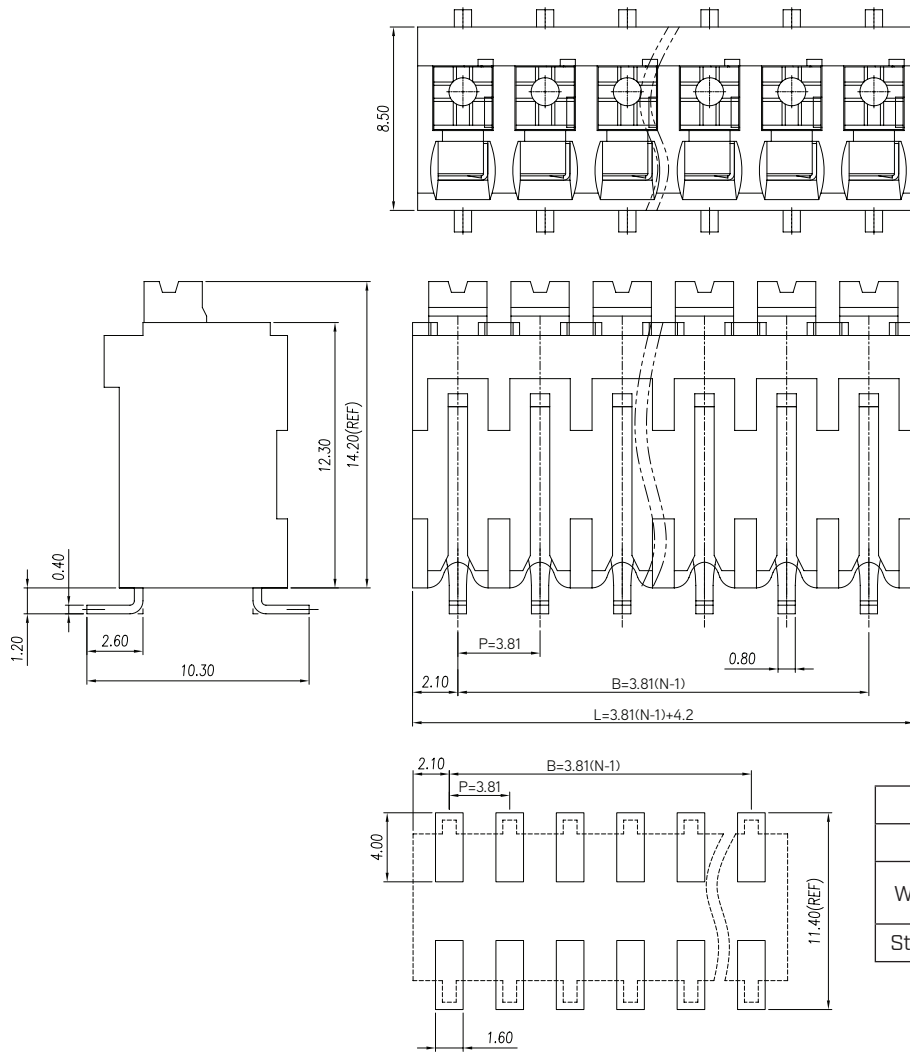 8.50
14.20(REF)
12.30
0.40
1.20
2.60
10.30
P=3.81
0.80
2.10
B=3.81(N-1)
L=3.81(N-1)+4.2
2.10
B=3.81(N-1)
P=3.81
4.00
11.40(REF)
1.60
W
St